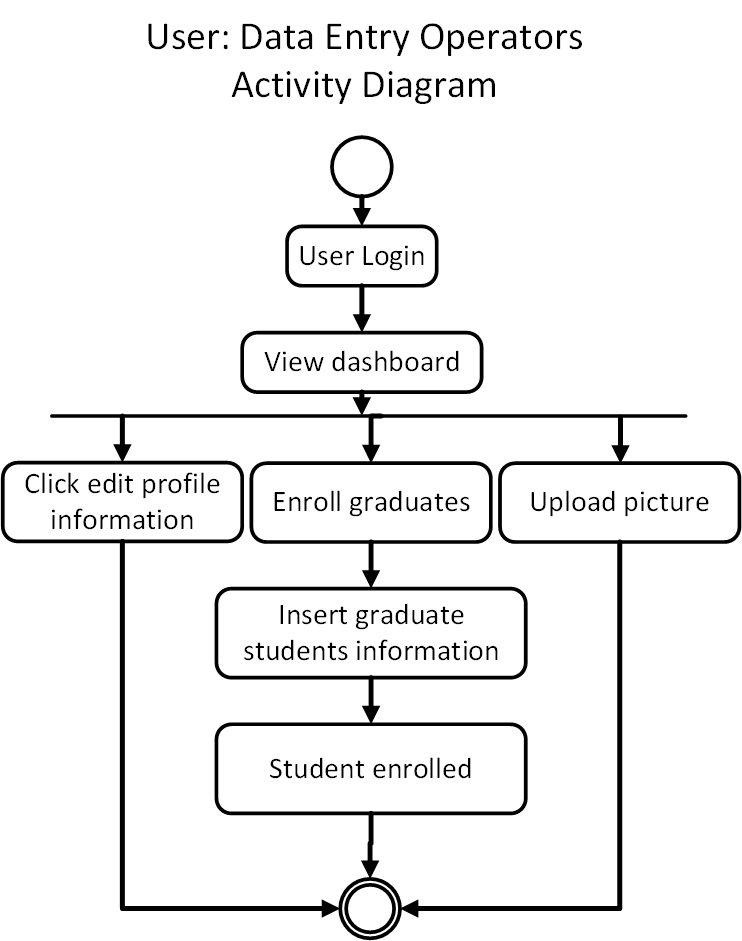 User: Data Entry Operators
Activity Diagram
User Login
View dashboard
Click edit profile
information
Enroll graduates
Upload picture
Insert graduate
students information
Student enrolled